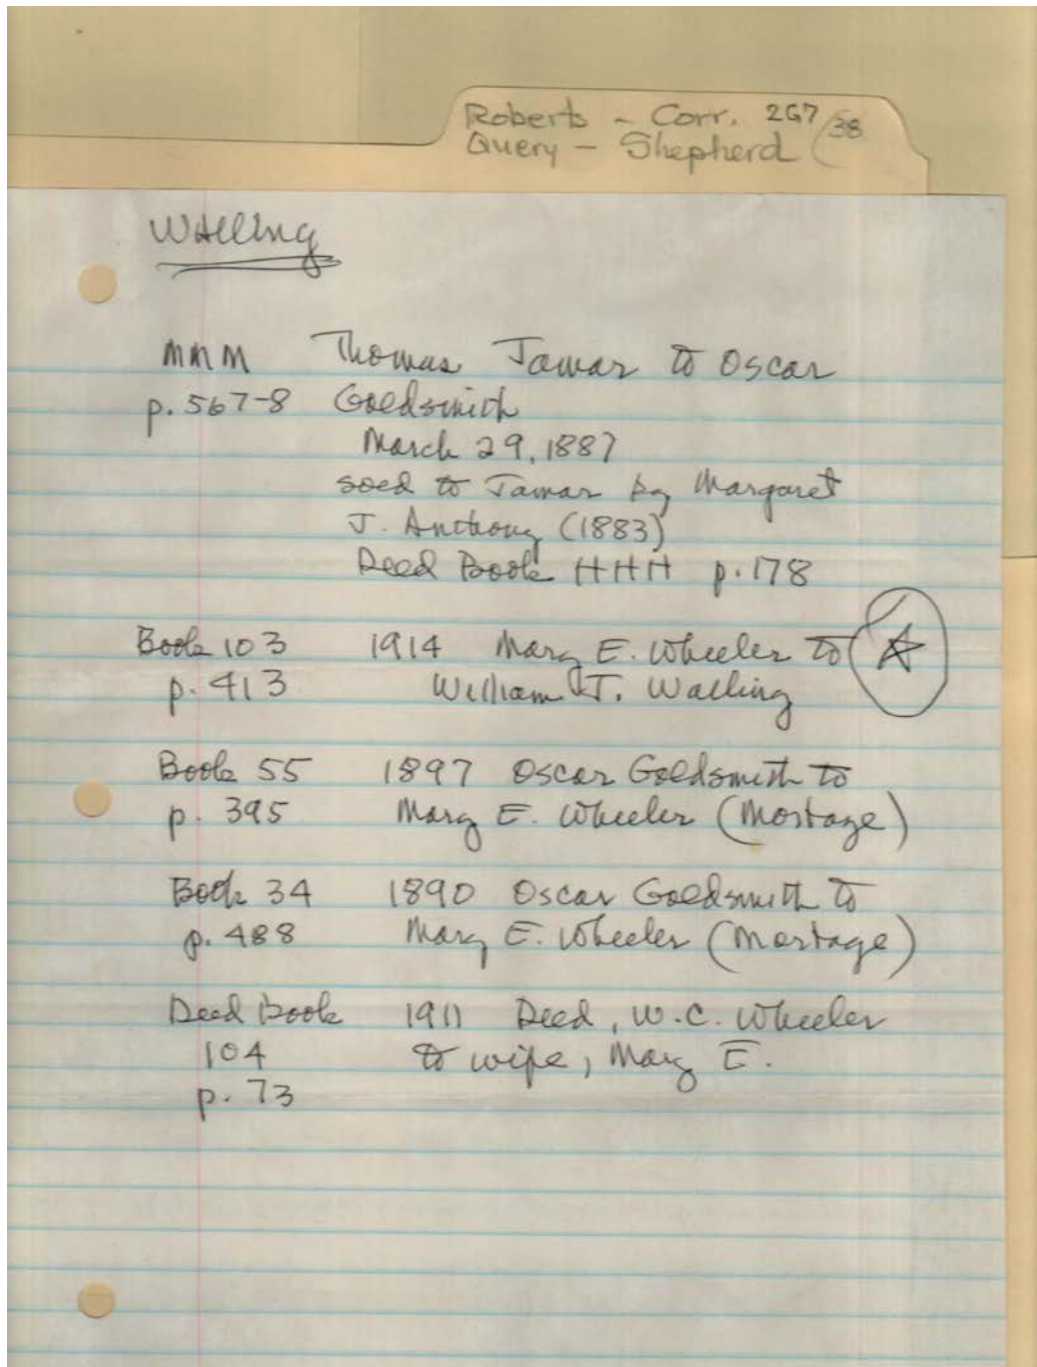 Roberts - Corr. 267/38
Query - Shepherd
Walling
MMM Thomas Tamar to Oscar
p. 567-8 Goldsmith
March 29, 1887
sold to Tamar by Margaret
J. Anthony (1883)
Deed Book HHH p. 178
Book 103 1914 Mary E. Wheeler to
p. 413 William T. Walling
Book 55 1897 Oscar Goldsmith to
p. 395 Mary E. Wheeler (Mortage)
Book 34 1890 Oscar Goldsmith to
p. 488 Mary E. Wheeler (Mortage)
Deed Book 1911 Deed, W.C. Wheeler
104 to wife, Mary E.
p. 73